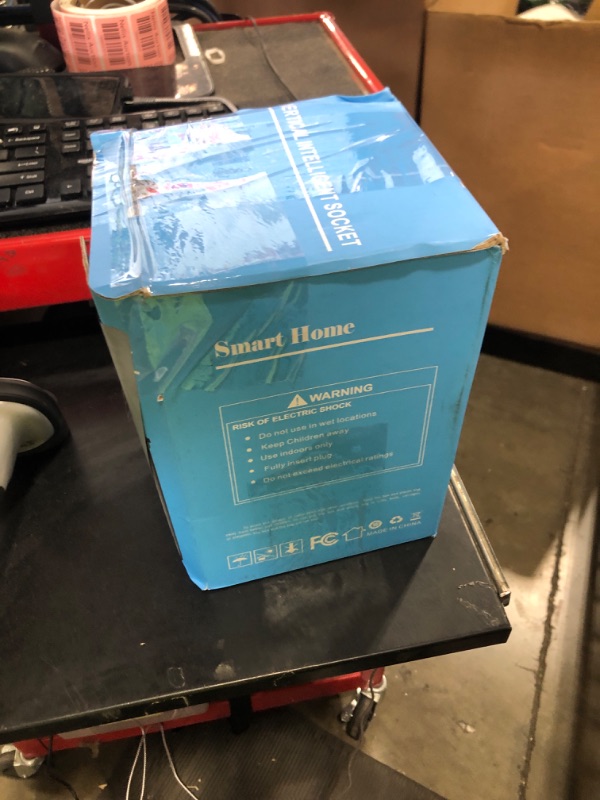 ERTICAL INTELLIGENT SOCKET
Smart Home
WARNING
RISK OF ELECTRIC SHOCK
Do not use in wet locations
Keep Children away
Use indoors only
Fully insert plug
Do not exceed electrical ratings
FC
MADE IN CHINA